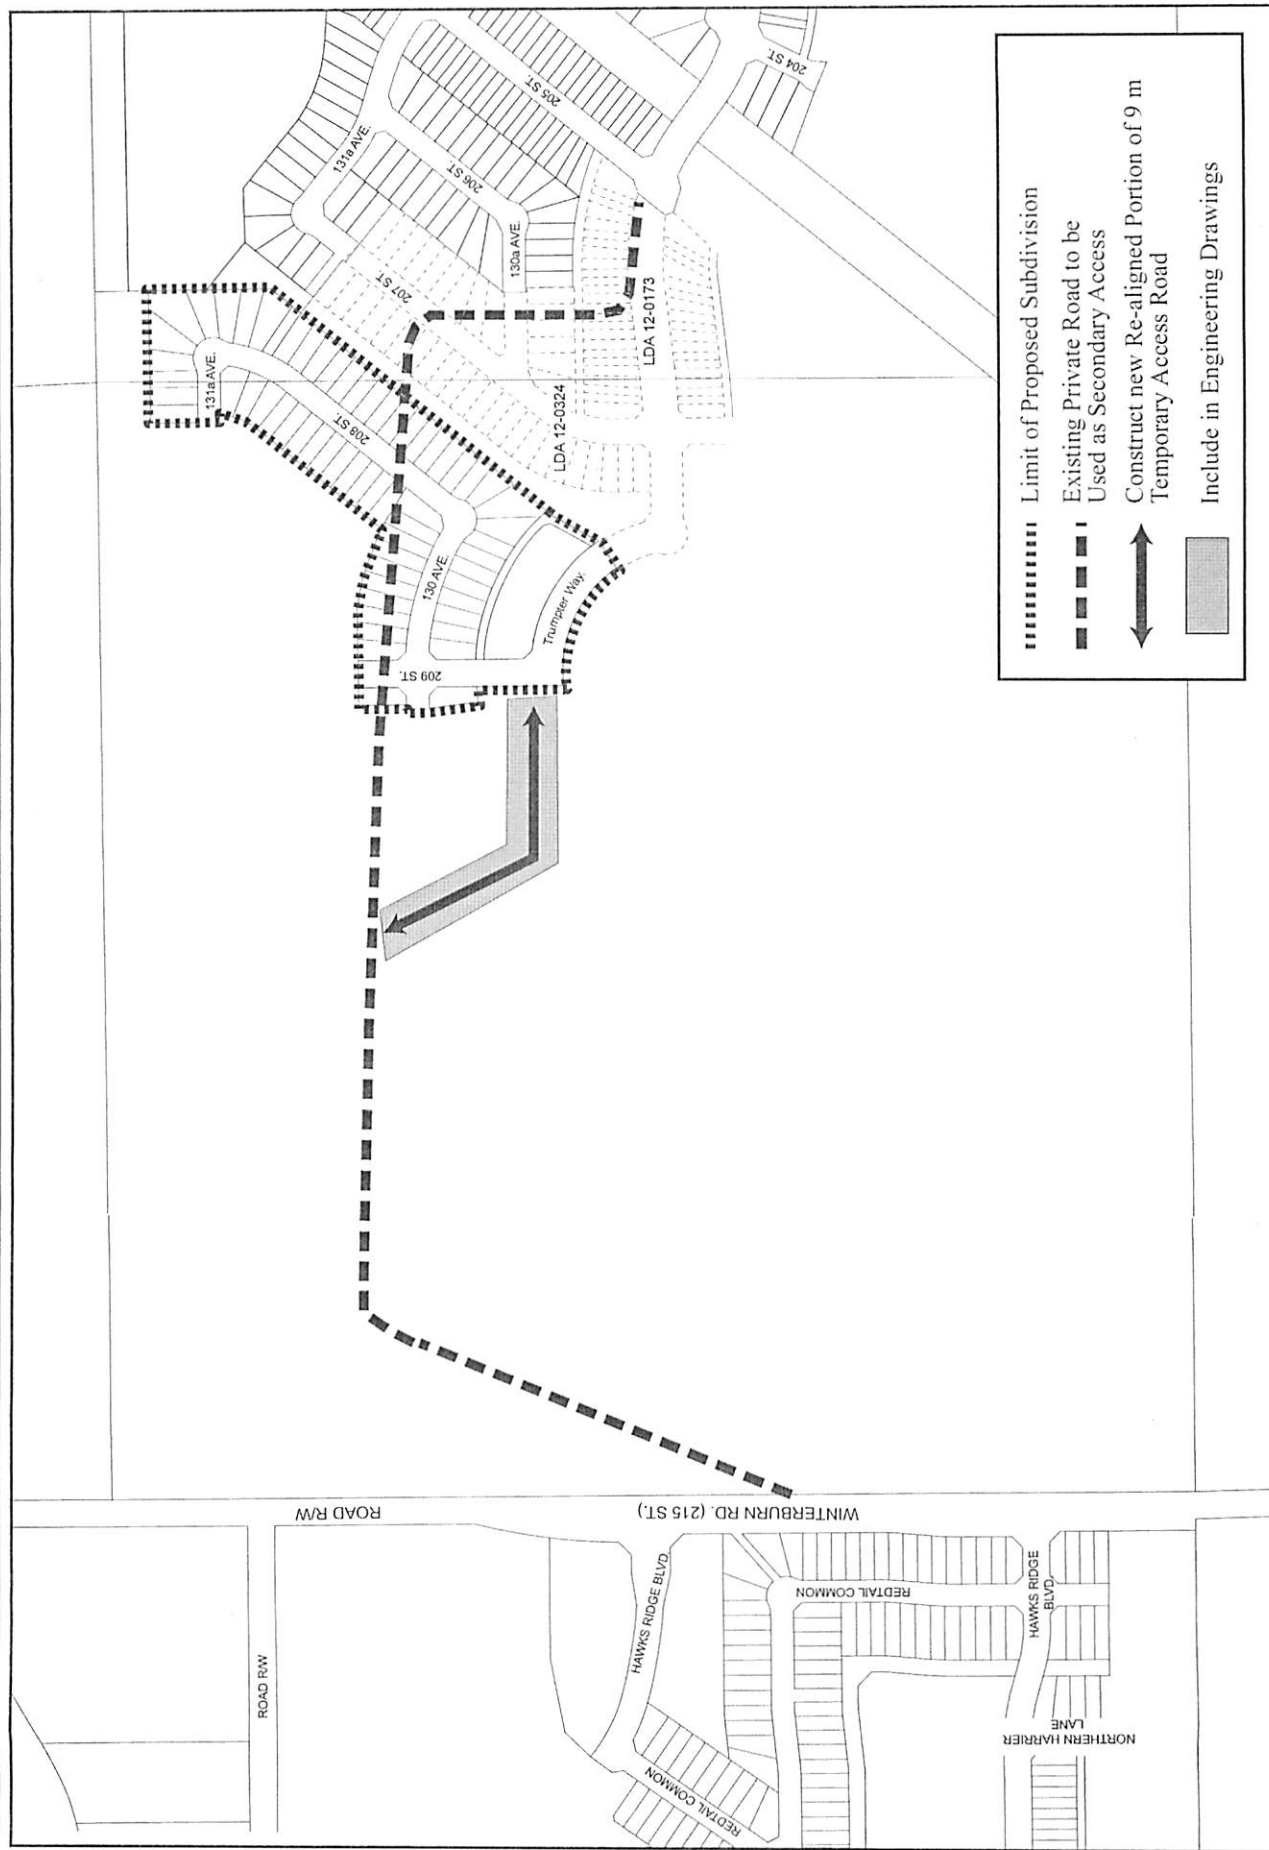 204 ST.
205 ST.
131a AVE.
206 ST.
130a AVE.
207 ST
LDA 12-0173
LDA 12-0324
131a AVE.
208 ST.
130 AVE.
Trumpter Way.
209 ST.
ROAD R/W
WINTERBURN RD. (215 ST.)
ROAD R/W
HAWKS RIDGE BLVD.
REDTAIL COMMON
REDTAIL COMMON
HAWKS RIDGE
BLVD.
NORTHERN HARRIER
LANE
Limit of Proposed Subdivision
Existing Private Road to be
Used as Secondary Access
Construct new Re-aligned Portion of 9 m
Temporary Access Road
Include in Engineering Drawings